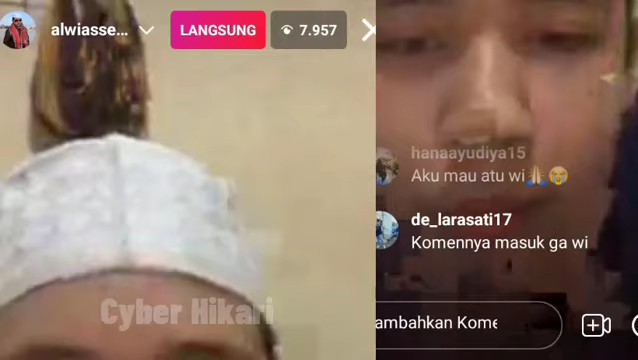 alwiasse...
LANGSUNG
7.957
hanaayudiya15
Aku mau atu wi🙏😭
de_larasati17
Komennya masuk ga wi
ambahkan Kome
Cyber Hikari